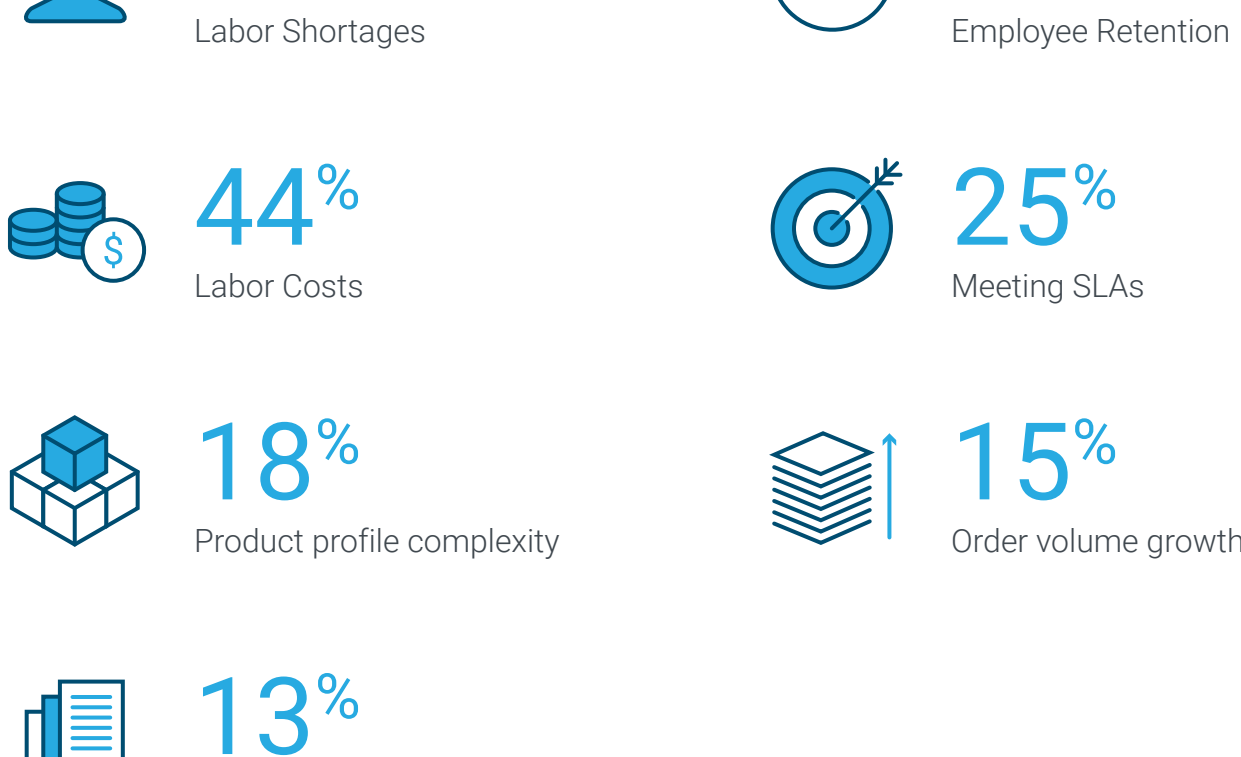 Labor Shortages
Employee Retention
44%
Labor Costs
25%
Meeting SLAs
$
18%
Product profile complexity
15%
Order volume growth
13%